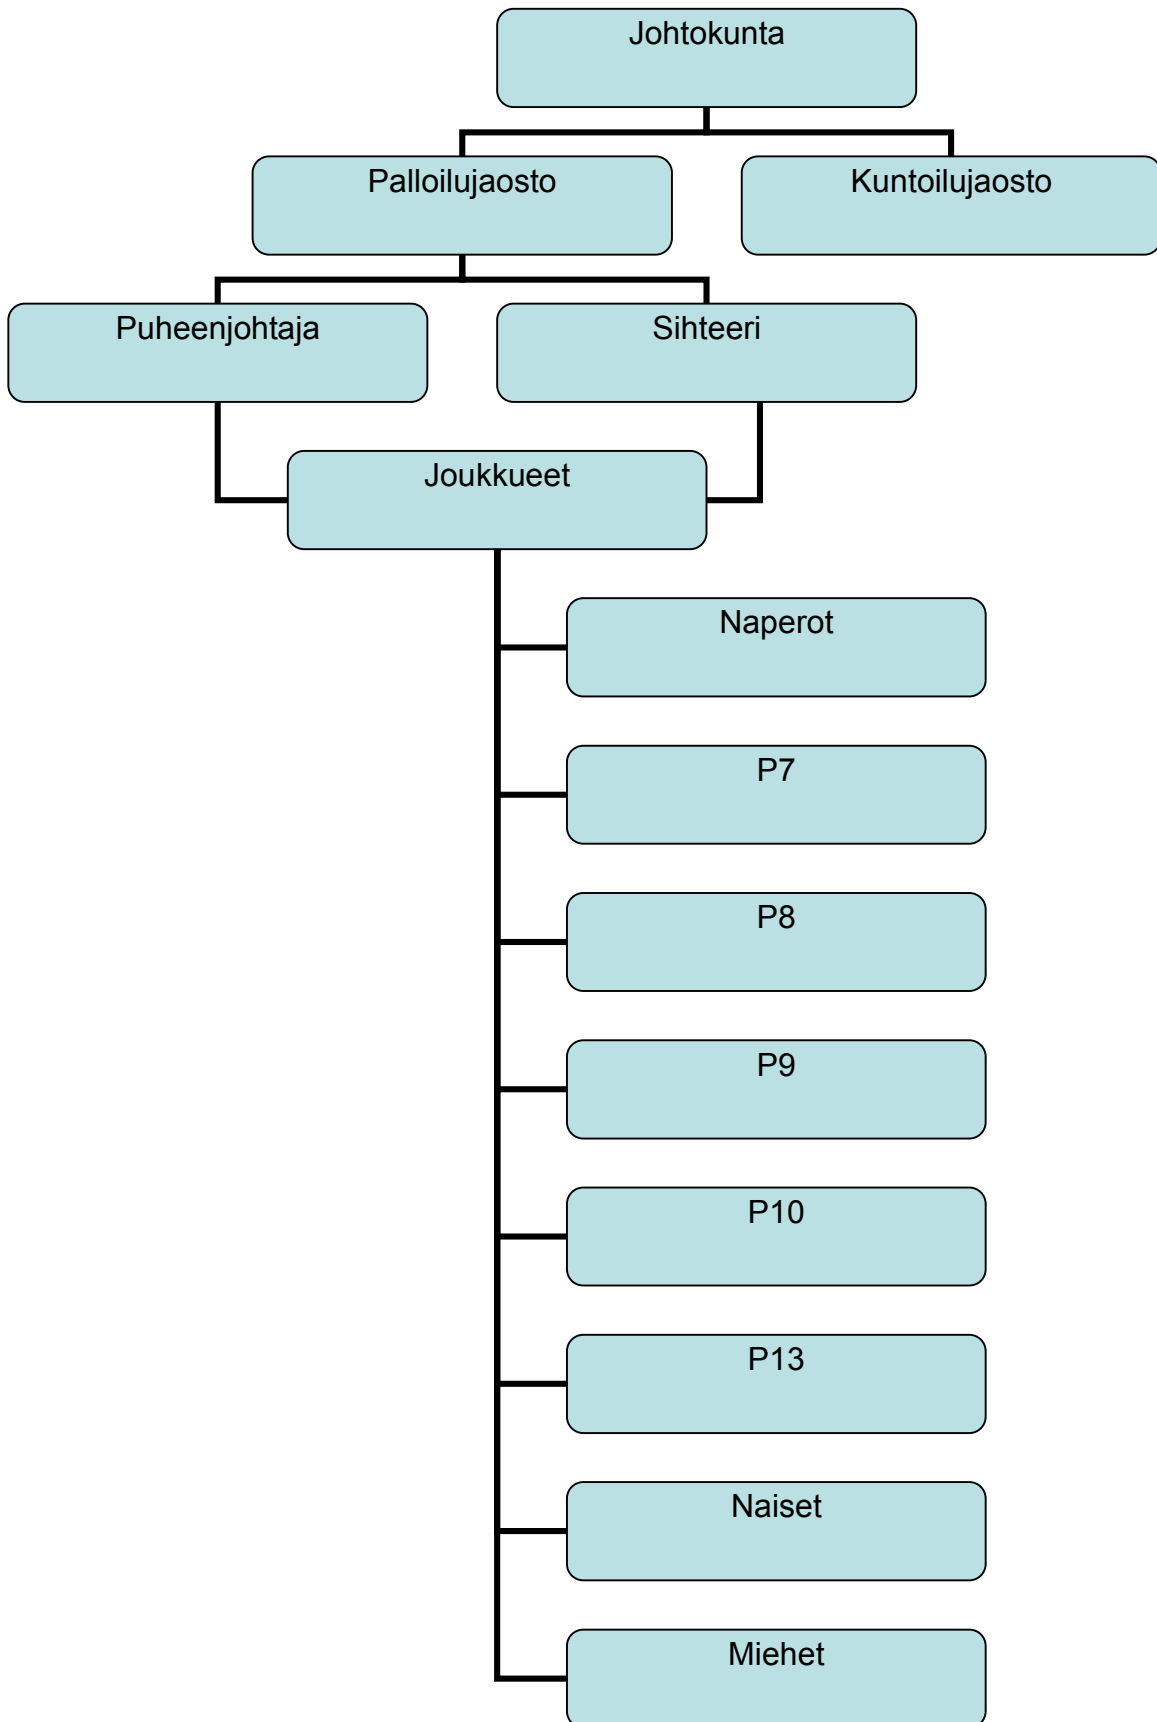 Johtokunta
Palloilujaosto
Kuntoilujaosto
Puheenjohtaja
Sihteeri
Joukkueet
Naperot
P7
P8
P9
P10
P13
Naiset
Miehet